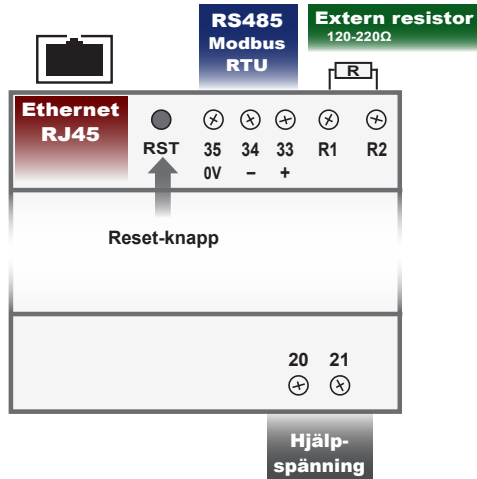 RS485
Modbus
RTU
Extern resistor
120-220Ω
R
Ethernet
RJ45
RST
35 34 33 R1 R2
0V – +
Reset-knapp
20 21
Hjälp-
spänning